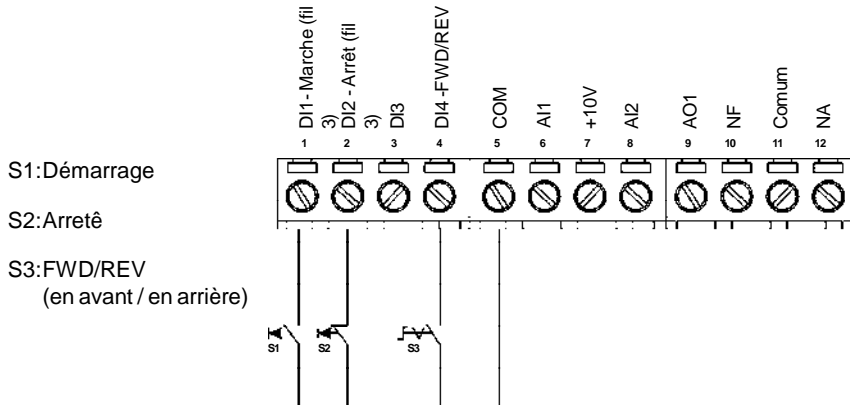 DI1- Marche (fil
3)
DI2 - Arrêt (fil
3)
DI3
DI4 -FWD/REV
COM
AI1
+10V
AI2
AO1
NF
Comum
NA
1 2 3 4 5 6 7 8 9 10 11 12
S1:Démarrage
S2:Arretê
S3:FWD/REV
(en avant / en arrière)
S1 S2 S3